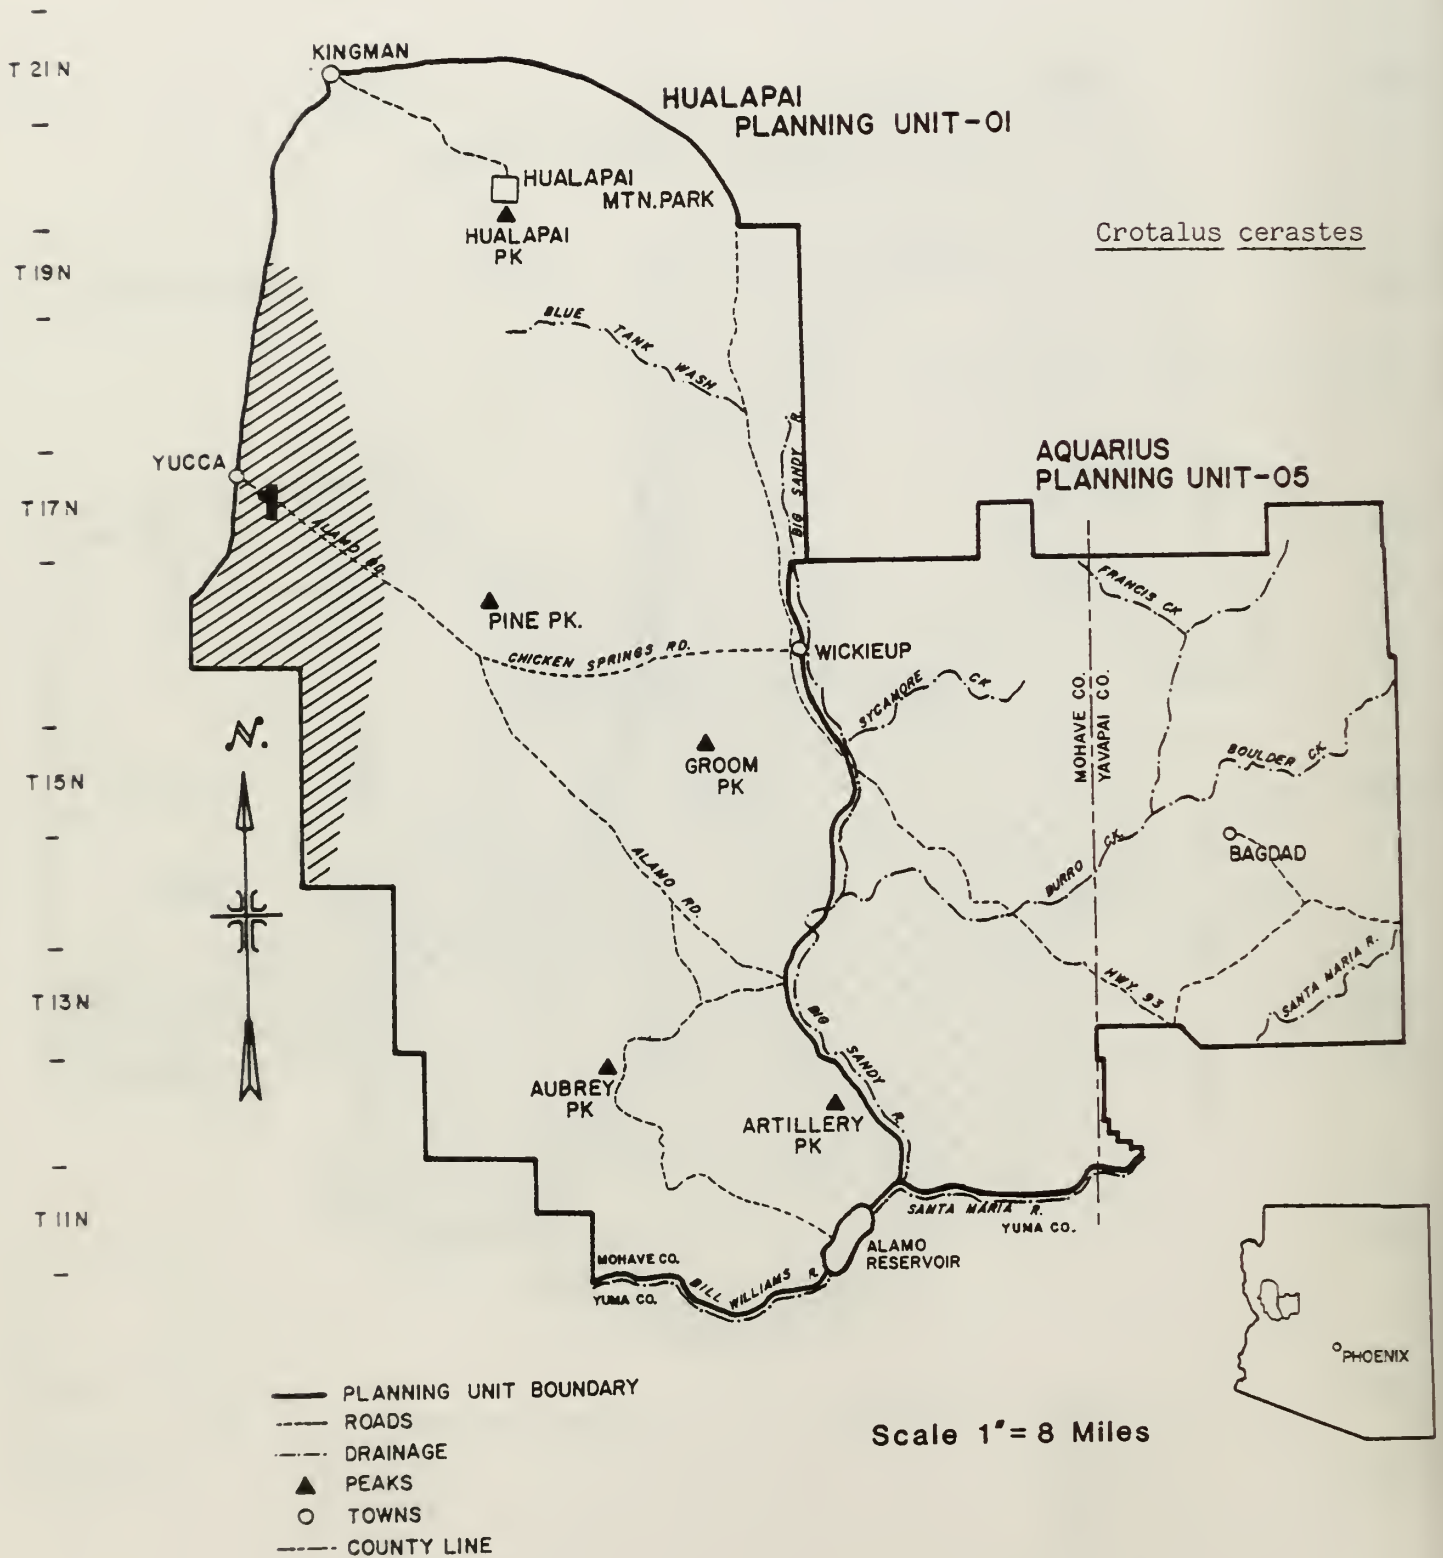 KINGMAN
T 21 N
HUALAPAI
PLANNING UNIT-01
HUALAPAI
MTN. PARK
HUALAPAI
PK
Crotalus cerastes
T 19 N
BLUE TANK WASH
BIG SANDY R.
YUCCA
AQUARIUS
PLANNING UNIT-05
T 17 N
ALAMO RD.
FRANCIS CK
PINE PK.
CHICKEN SPRINGS RD.
WICKIEUP
SYCAMORE CK
MOHAVE CO.
YAVAPAI CO.
N.
GROOM
PK
BOULDER CK.
T 15 N
BAGDAD
ALAMO RD.
BURRO CK.
SANTA MARIA R.
T 13 N
HWY. 93
BIG SANDY R.
AUBREY
PK
ARTILLERY
PK
T 11 N
SANTA MARIA R.
YUMA CO.
ALAMO
RESERVOIR
MOHAVE CO.
YUMA CO.
BILL WILLIAMS R.
PHOENIX
PLANNING UNIT BOUNDARY
ROADS
DRAINAGE
PEAKS
TOWNS
COUNTY LINE
Scale 1"= 8 Miles